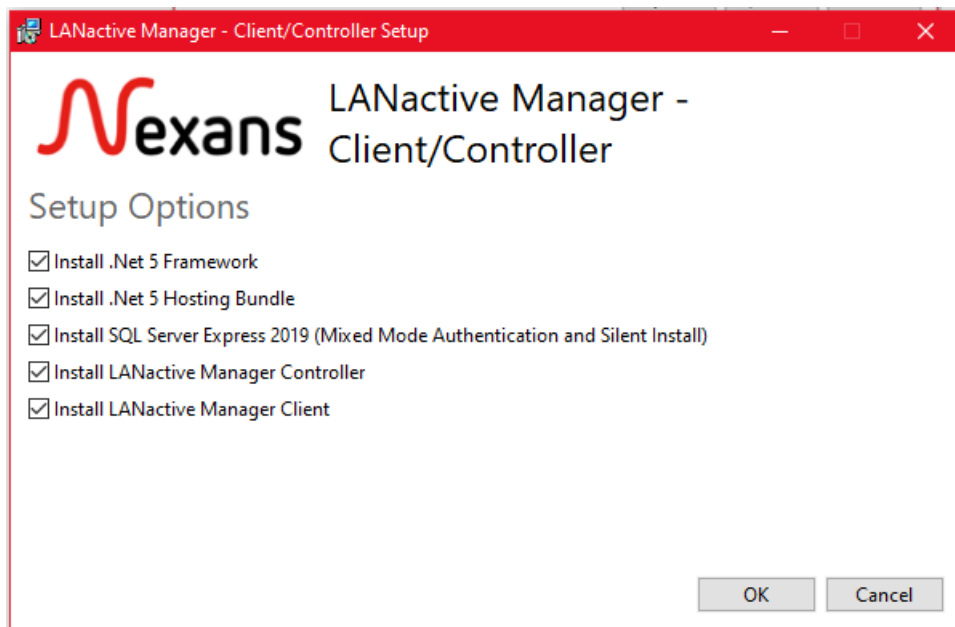 LANactive Manager - Client/Controller Setup
Nexans
LANactive Manager -
Client/Controller
Setup Options
Install .Net 5 Framework
Install .Net 5 Hosting Bundle
Install SQL Server Express 2019 (Mixed Mode Authentication and Silent Install)
Install LANactive Manager Controller
Install LANactive Manager Client
OK
Cancel